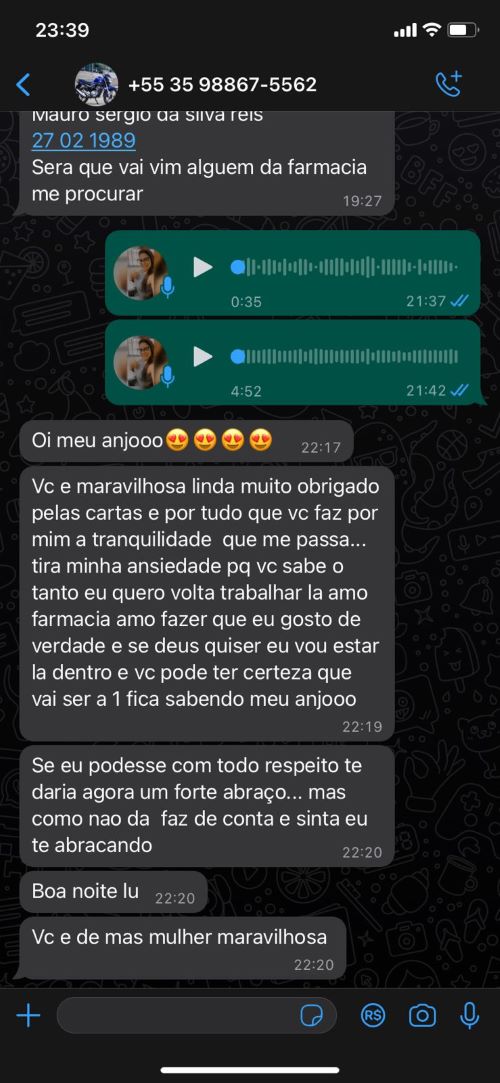 23:39
+55 35 98867-5562
Mauro sergio da silva reis
27 02 1989
Sera que vai vim alguem da farmacia
me procurar
19:27
0:35
21:37
4:52
21:42
Oi meu anjooo😍😍😍😍
22:17
Vc e maravilhosa linda muito obrigado
pelas cartas e por tudo que vc faz por
mim a tranquilidade  que me passa...
tira minha ansiedade pq vc sabe o
tanto eu quero volta trabalhar la amo
farmacia amo fazer que eu gosto de
verdade e se deus quiser eu vou estar
la dentro e vc pode ter certeza que
vai ser a 1 fica sabendo meu anjooo
22:19
Se eu podesse com todo respeito te
daria agora um forte abraço... mas
como nao da  faz de conta e sinta eu
te abracando
22:20
Boa noite lu
22:20
Vc e de mas mulher maravilhosa
22:20
R$